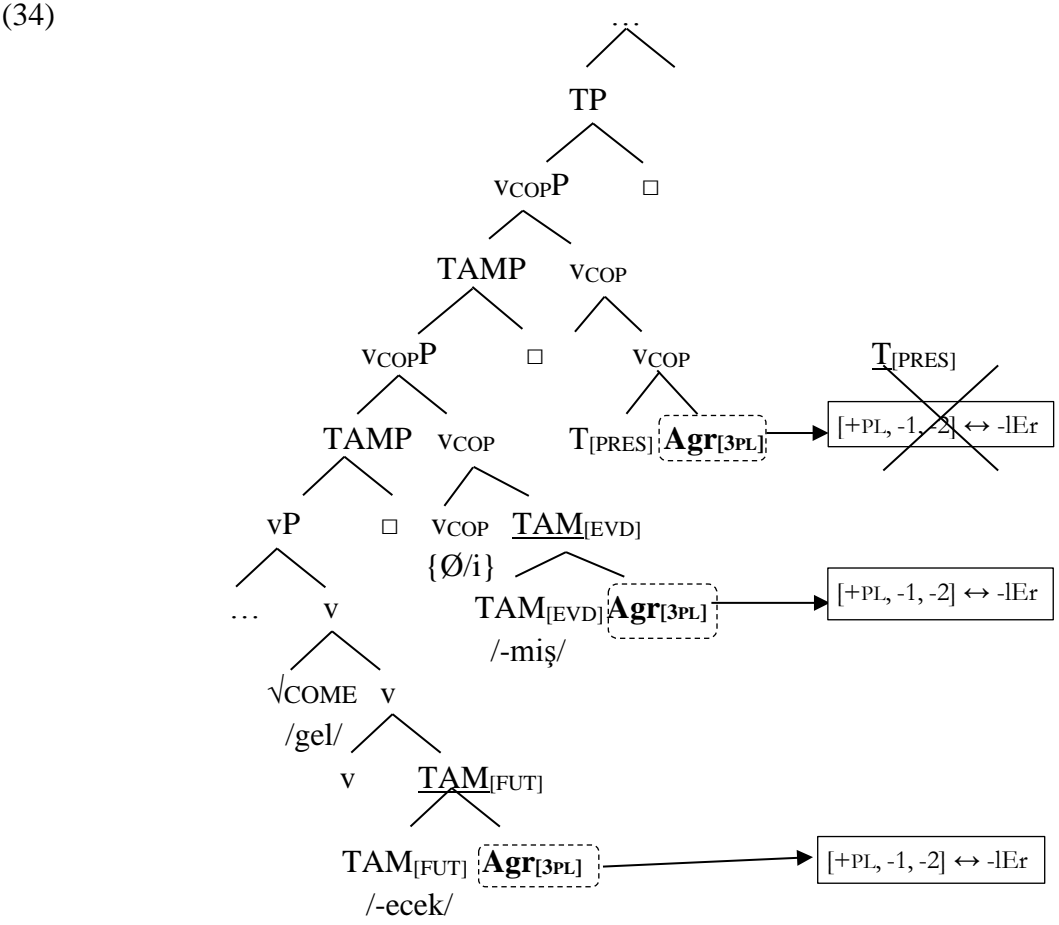 (34)
…
TP
vCOPP □
TAMP vCOP
vCOPP □ vCOP T[PRES]
TAMP vCOP T[PRES] Agr[3PL] [+PL, -1, -2] ↔ -lEr
vP □ vCOP TAM[EVD]
{Ø/i}
… v TAM[EVD] Agr[3PL] [+PL, -1, -2] ↔ -lEr
/-miş/
√COME v
/gel/
v TAM[FUT]
TAM[FUT] Agr[3PL] [+PL, -1, -2] ↔ -lEr
/-ecek/